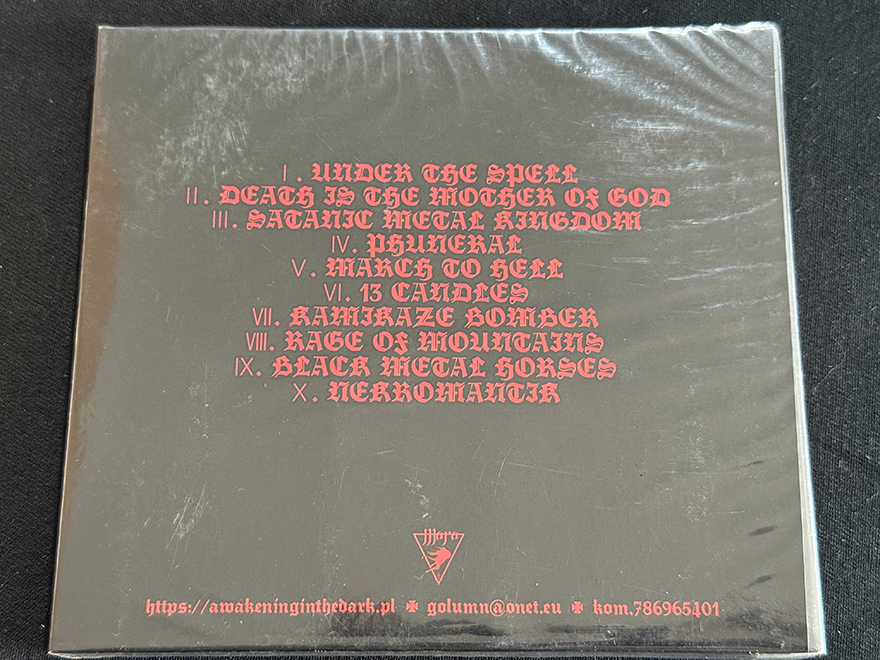 I. UNDER THE SPELL
II. DEATH IS THE MOTHER OF GOD
III. SATANIC METAL KINGDOM
IV. PHUNERAL
V. MARCH TO HELL
VI. 13 CANDLES
VII. KAMIKAZE BOMBER
VIII. RAGE OF MOUNTAINS
IX. BLACK METAL HORSES
X. NEKROMANTIK
Mara
https://awakeninginthedark.pl ✠ golumn@onet.eu ✠ kom.786965401